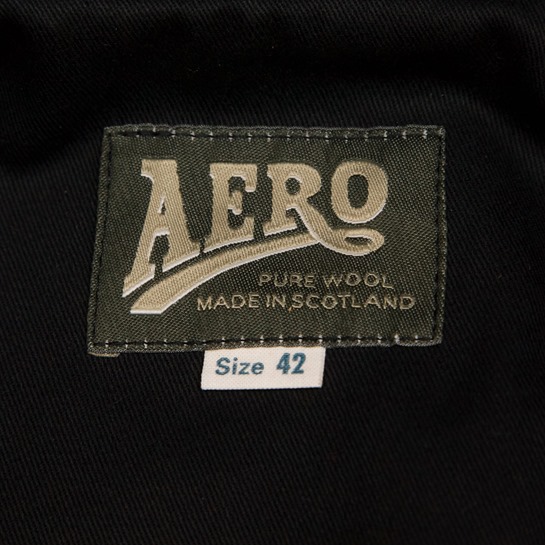 AERO
PURE WOOL
MADE IN SCOTLAND
Size 42